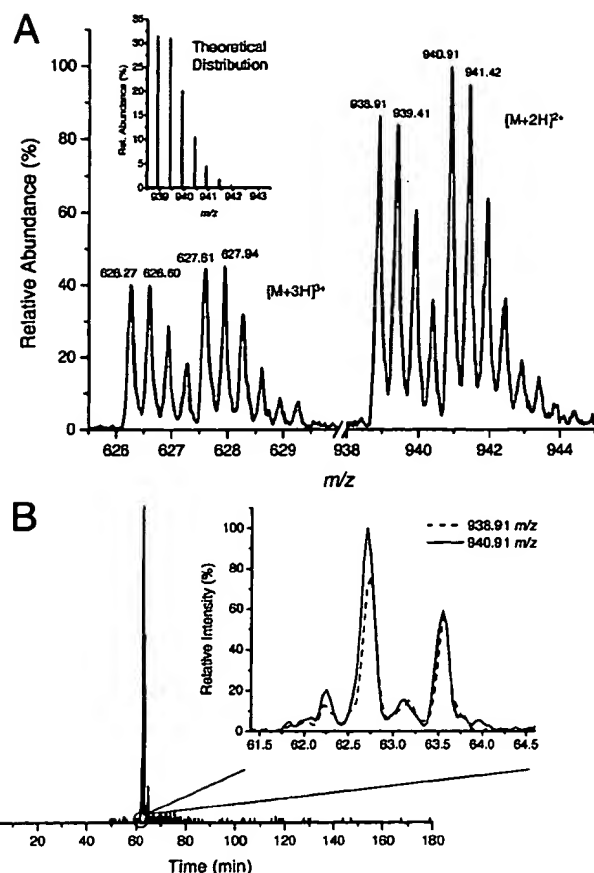 A
Theoretical
Distribution
Rel. Abundance (%)
35
30
25
20
15
10
5
0
939 940 941 942 943
m/z
Relative Abundance (%)
100
80
60
40
20
0
626.27
626.60
627.61
627.94
[M+3H]3+
938.91
939.41
940.91
941.42
[M+2H]2+
626 627 628 629 938 940 942 944
m/z
B
Relative Intensity (%)
100
80
60
40
20
0
938.91 m/z
940.91 m/z
61.5 62.0 62.5 63.0 63.5 64.0 64.5
20 40 60 80 100 120 140 160 180
Time (min)